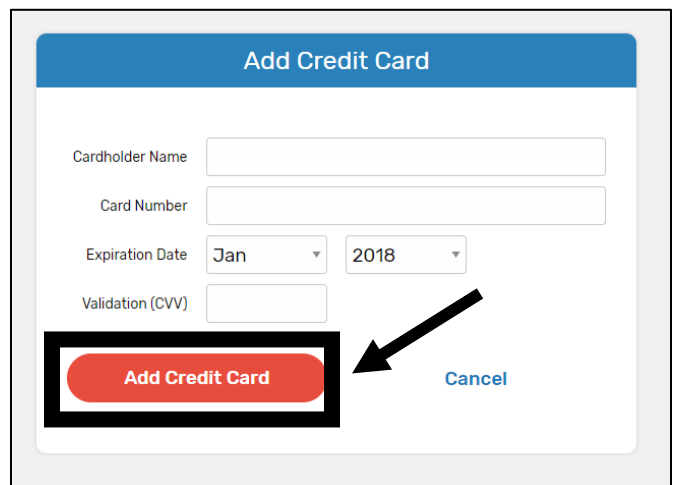 Add Credit Card
Cardholder Name
Card Number
Expiration Date Jan 2018
Validation (CVV)
Add Credit Card Cancel